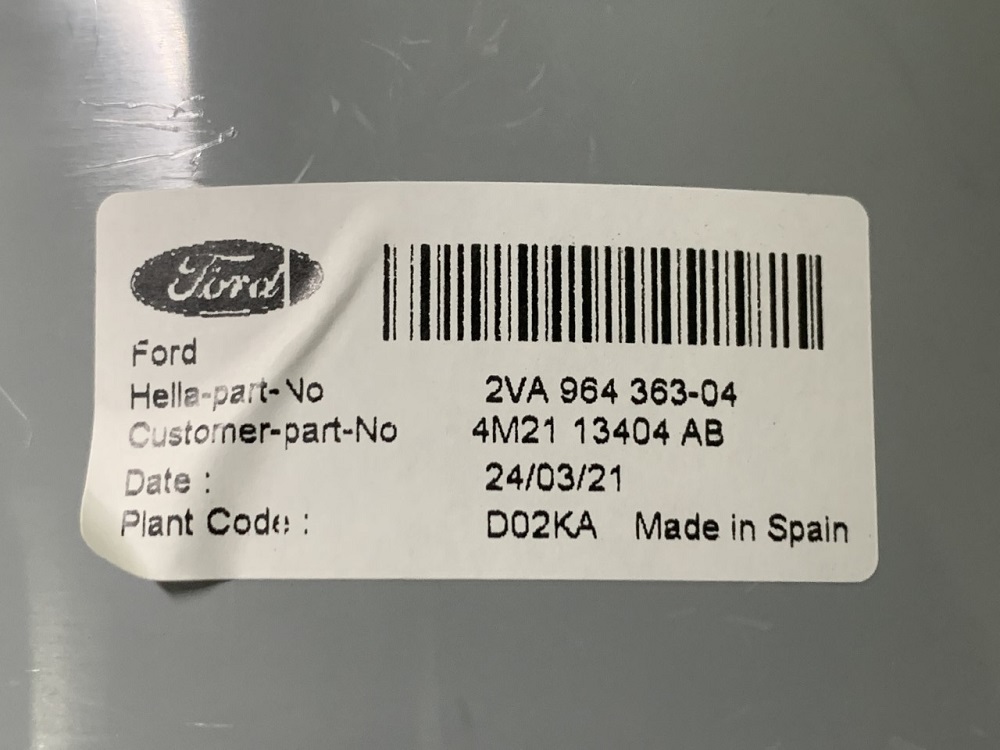 Ford
Ford
Hella-part-No 2VA 964 363-04
Customer-part-No 4M21 13404 AB
Date : 24/03/21
Plant Code : D02KA Made in Spain